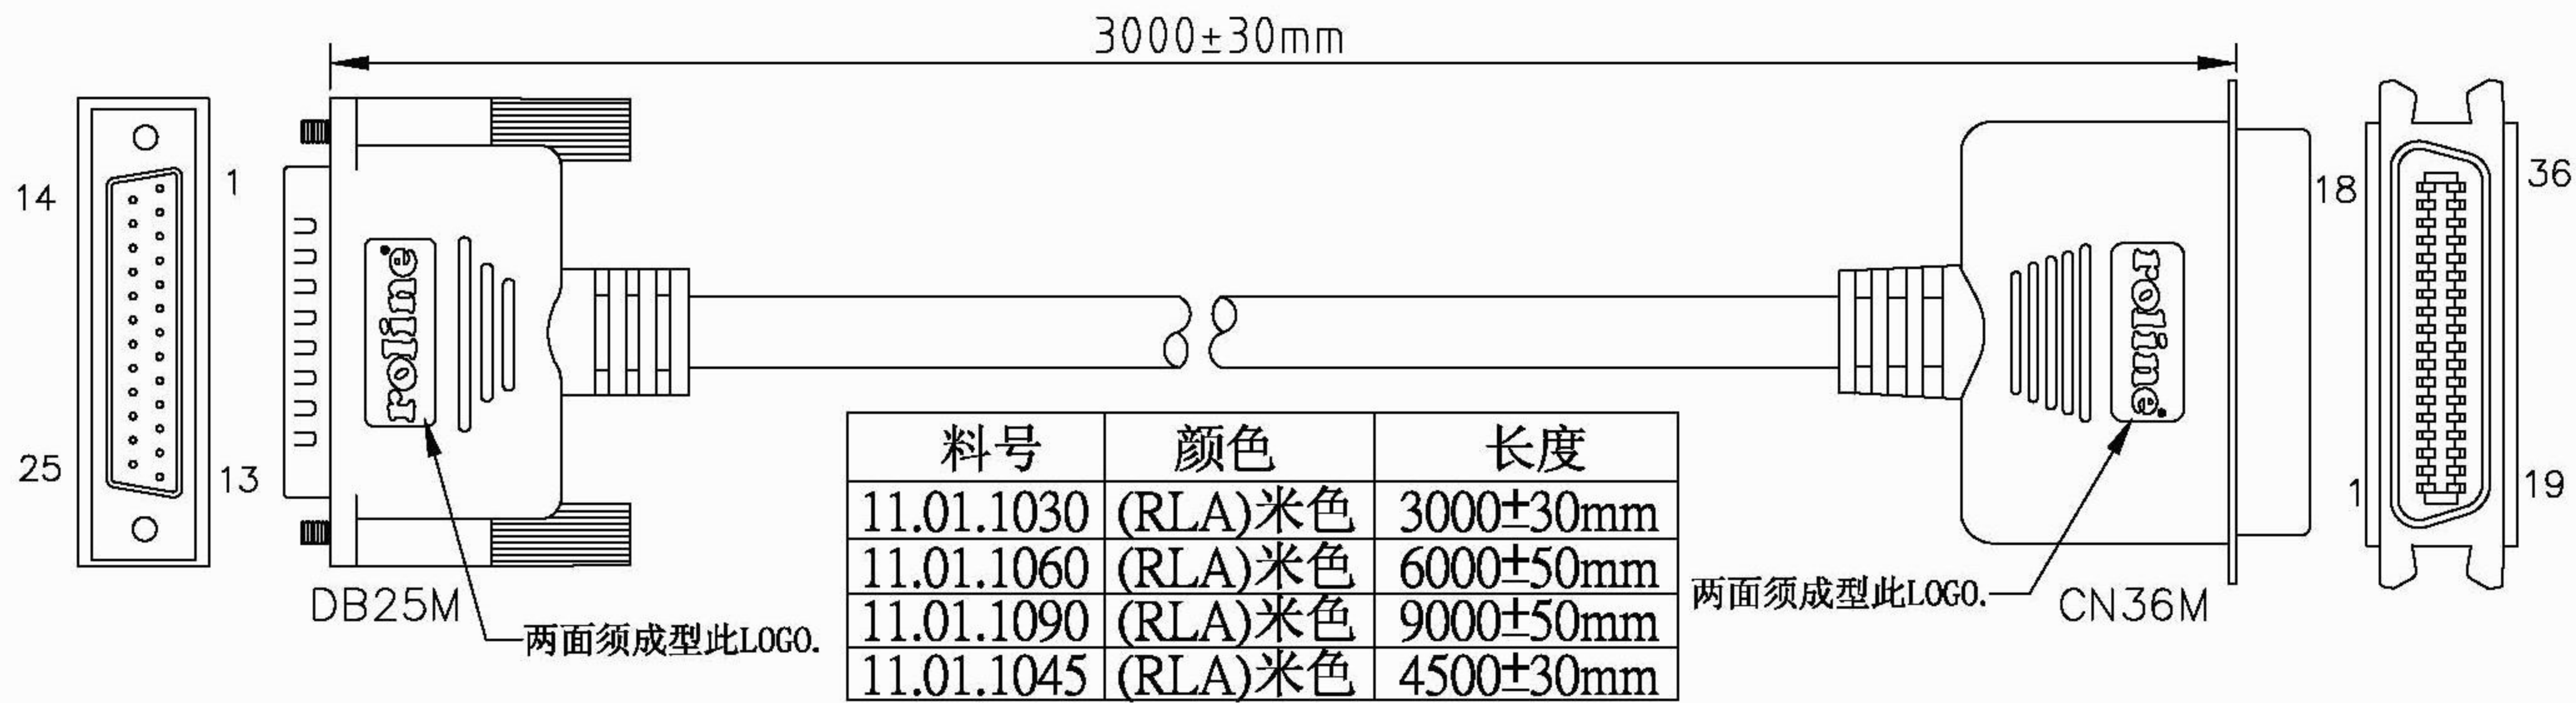 3000±30mm
14
1
25
13
roline
DB25M
两面须成型此LOGO.
料号 颜色 长度
11.01.1030 (RLA)米色 3000±30mm
11.01.1060 (RLA)米色 6000±50mm
11.01.1090 (RLA)米色 9000±50mm
11.01.1045 (RLA)米色 4500±30mm
roline
两面须成型此LOGO.
CN36M
18
36
1
19